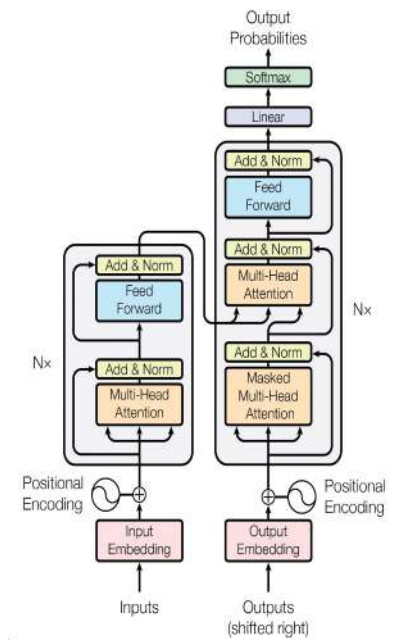 Output
Probabilities
Softmax
Linear
Add & Norm
Feed
Forward
Add & Norm
Multi-Head
Attention
Nx
Add & Norm
Masked
Multi-Head
Attention
Add & Norm
Feed
Forward
Nx
Add & Norm
Multi-Head
Attention
Positional
Encoding
Positional
Encoding
Input
Embedding
Output
Embedding
Inputs
Outputs
(shifted right)